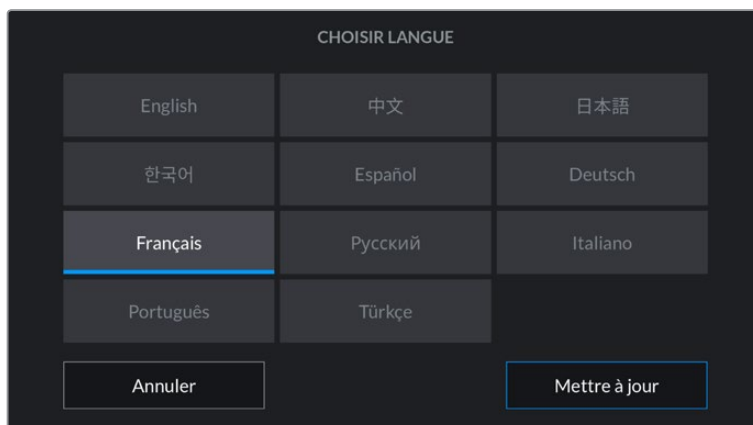 CHOISIR LANGUE
English
中文
日本語
한국어
Español
Deutsch
Français
Русский
Italiano
Português
Türkçe
Annuler
Mettre à jour